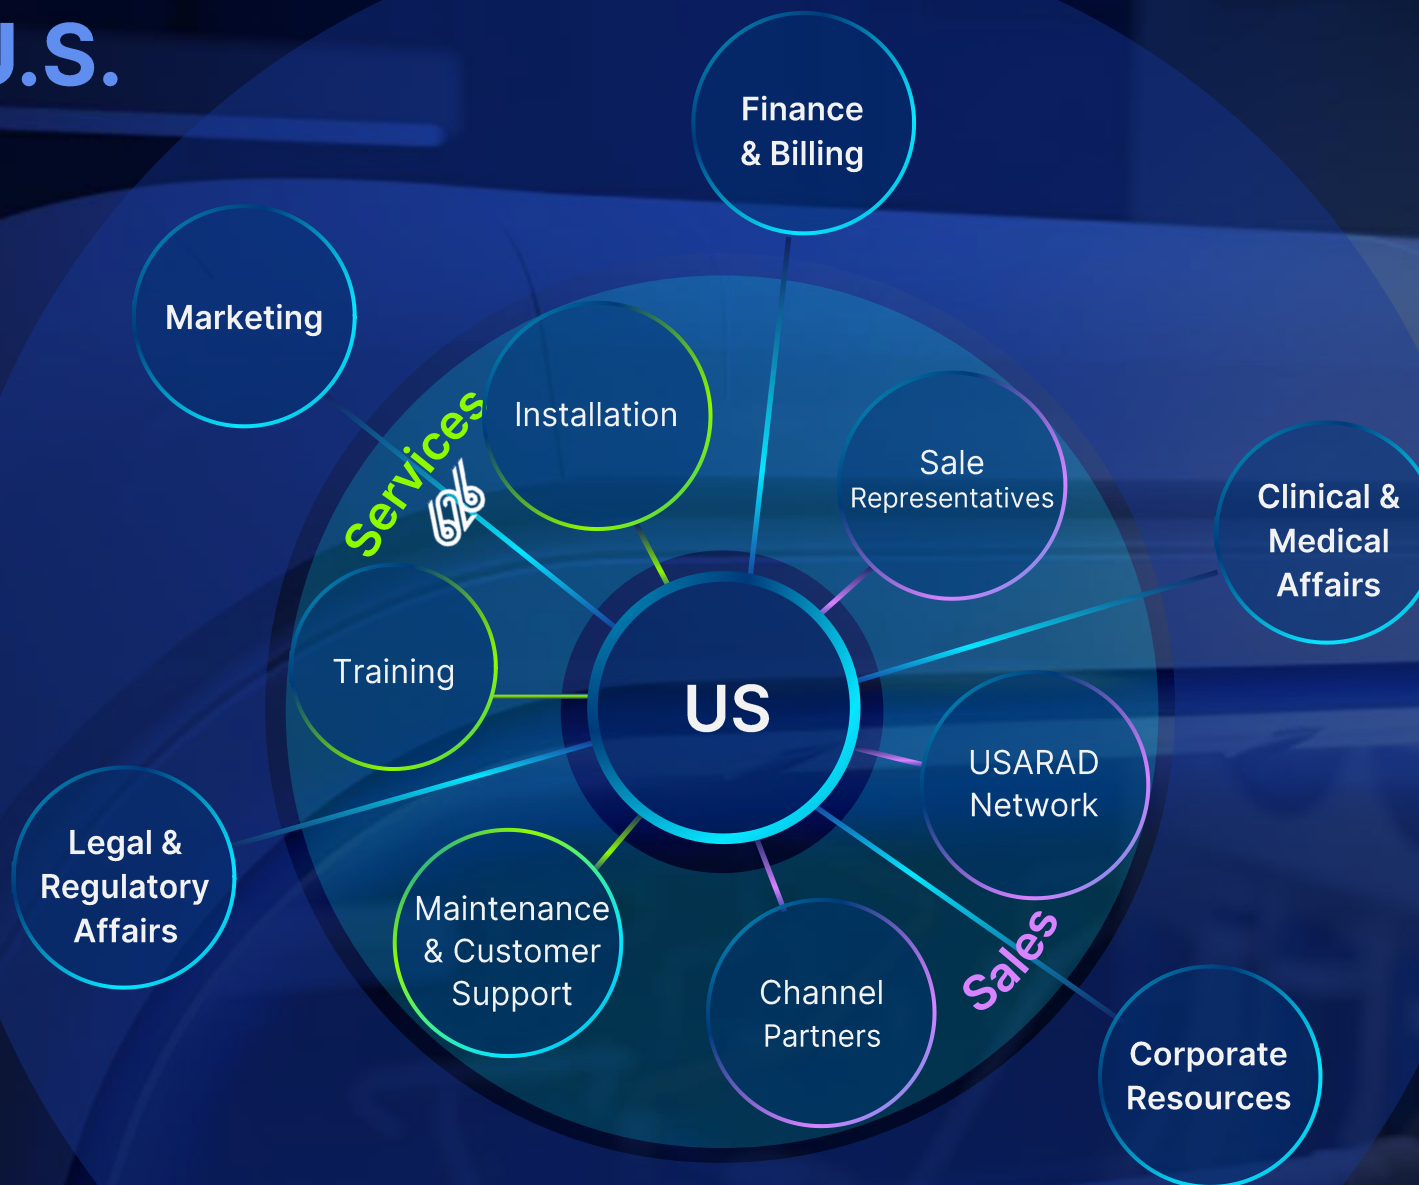 U.S.
Finance
& Billing
Marketing
Services
Installation
Sale
Representatives
Clinical &
Medical
Affairs
Training
US
USARAD
Network
Legal &
Regulatory
Affairs
Maintenance
& Customer
Support
Channel
Partners
Sales
Corporate
Resources